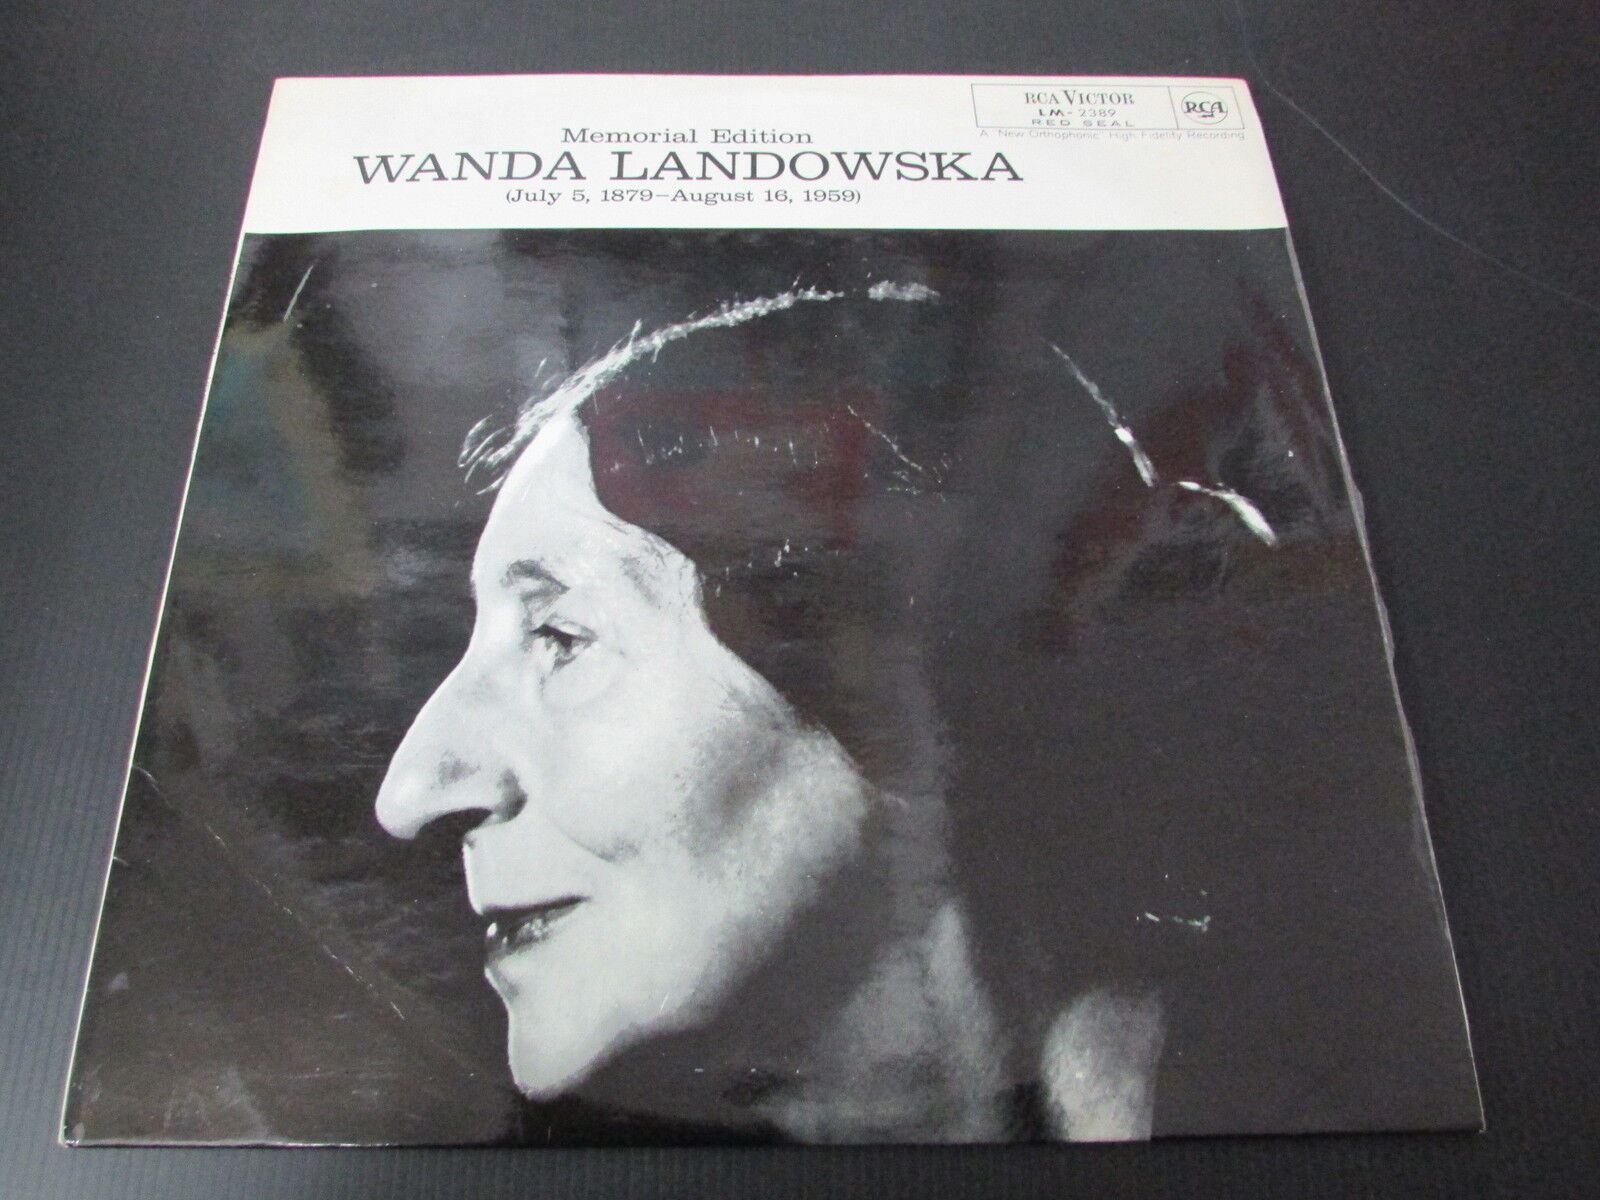 RCA VICTOR
LM-2389
RED SEAL
RCA
A "New Orthophonic" High Fidelity Recording
Memorial Edition
WANDA LANDOWSKA
(July 5, 1879–August 16, 1959)